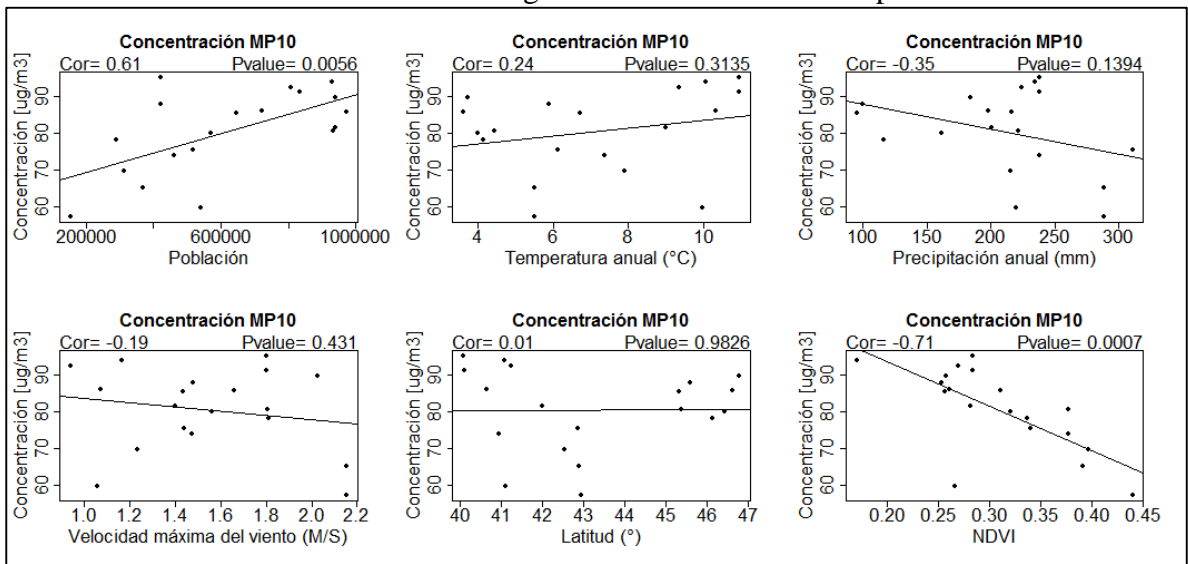 Concentración MP10
Cor= 0.61 Pvalue= 0.0056
Concentración [ug/m3]
90
80
70
60
200000 600000 1000000
Población
Concentración MP10
Cor= 0.24 Pvalue= 0.3135
Concentración [ug/m3]
90
80
70
60
4 6 8 10
Temperatura anual (°C)
Concentración MP10
Cor= -0.35 Pvalue= 0.1394
Concentración [ug/m3]
90
80
70
60
100 150 200 250 300
Precipitación anual (mm)
Concentración MP10
Cor= -0.19 Pvalue= 0.431
Concentración [ug/m3]
90
80
70
60
1.0 1.2 1.4 1.6 1.8 2.0 2.2
Velocidad máxima del viento (M/S)
Concentración MP10
Cor= 0.01 Pvalue= 0.9826
Concentración [ug/m3]
90
80
70
60
40 41 42 43 44 45 46 47
Latitud (°)
Concentración MP10
Cor= -0.71 Pvalue= 0.0007
Concentración [ug/m3]
90
80
70
60
0.20 0.25 0.30 0.35 0.40 0.45
NDVI